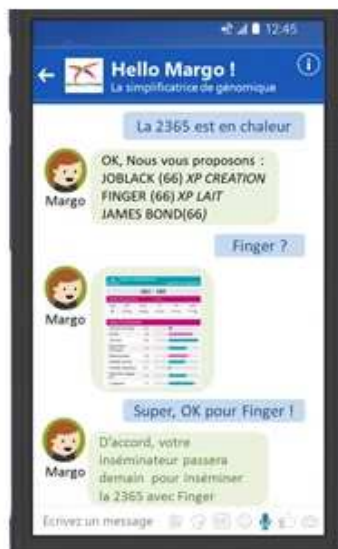 12:45
Hello Margo !
La simplificatrice de génomique
La 2365 est en chaleur
OK, Nous vous proposons :
JOBLACK (66) XP CREATION
FINGER (66) XP LAIT
JAMES BOND(66)
Margo
Finger ?
Margo
Super, OK pour Finger !
D'accord, votre
inséminateur passera
demain pour inséminer
la 2365 avec Finger
Margo
Ecrivez un message